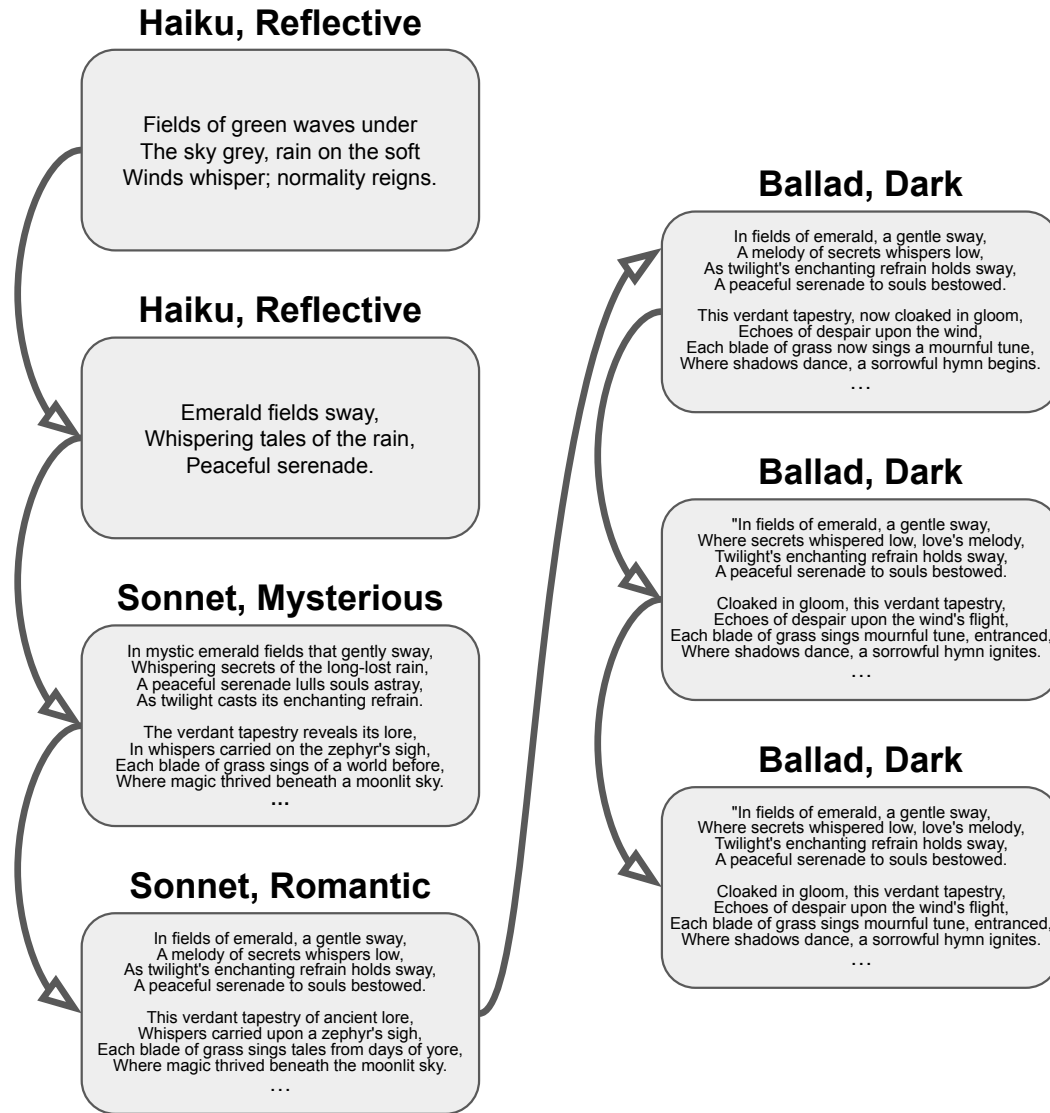 Haiku, Reflective
Fields of green waves under
The sky grey, rain on the soft
Winds whisper; normality reigns.
Haiku, Reflective
Emerald fields sway,
Whispering tales of the rain,
Peaceful serenade.
Sonnet, Mysterious
In mystic emerald fields that gently sway,
Whispering secrets of the long-lost rain,
A peaceful serenade lulls souls astray,
As twilight casts its enchanting refrain.
The verdant tapestry reveals its lore,
In whispers carried on the zephyr's sigh,
Each blade of grass sings of a world before,
Where magic thrived beneath a moonlit sky.
...
Sonnet, Romantic
In fields of emerald, a gentle sway,
A melody of secrets whispers low,
As twilight's enchanting refrain holds sway,
A peaceful serenade to souls bestowed.
This verdant tapestry of ancient lore,
Whispers carried upon a zephyr's sigh,
Each blade of grass sings tales from days of yore,
Where magic thrived beneath the moonlit sky.
...
Ballad, Dark
In fields of emerald, a gentle sway,
A melody of secrets whispers low,
As twilight's enchanting refrain holds sway,
A peaceful serenade to souls bestowed.
This verdant tapestry, now cloaked in gloom,
Echoes of despair upon the wind,
Each blade of grass now sings a mournful tune,
Where shadows dance, a sorrowful hymn begins.
...
Ballad, Dark
"In fields of emerald, a gentle sway,
Where secrets whispered low, love's melody,
Twilight's enchanting refrain holds sway,
A peaceful serenade to souls bestowed.
Cloaked in gloom, this verdant tapestry,
Echoes of despair upon the wind's flight,
Each blade of grass sings mournful tune, entranced,
Where shadows dance, a sorrowful hymn ignites.
...
Ballad, Dark
"In fields of emerald, a gentle sway,
Where secrets whispered low, love's melody,
Twilight's enchanting refrain holds sway,
A peaceful serenade to souls bestowed.
Cloaked in gloom, this verdant tapestry,
Echoes of despair upon the wind's flight,
Each blade of grass sings mournful tune, entranced,
Where shadows dance, a sorrowful hymn ignites.
...